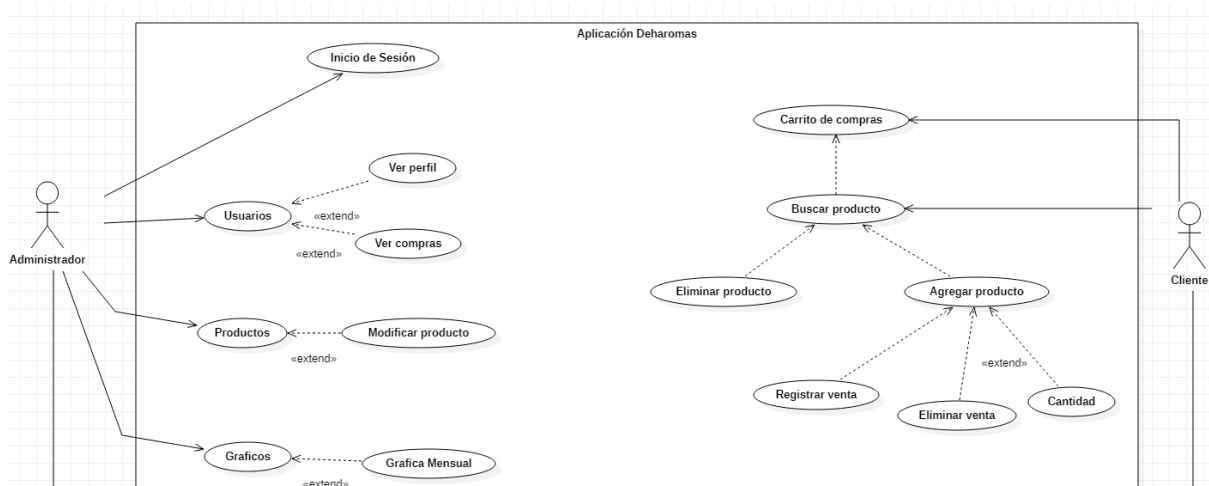 Aplicación Deharomas
Inicio de Sesión
Carrito de compras
Ver perfil
Usuarios
«extend»
Buscar producto
Ver compras
«extend»
Administrador
Cliente
Eliminar producto
Agregar producto
Productos
Modificar producto
«extend»
«extend»
Registrar venta
Cantidad
Eliminar venta
Graficos
Grafica Mensual
«extend»